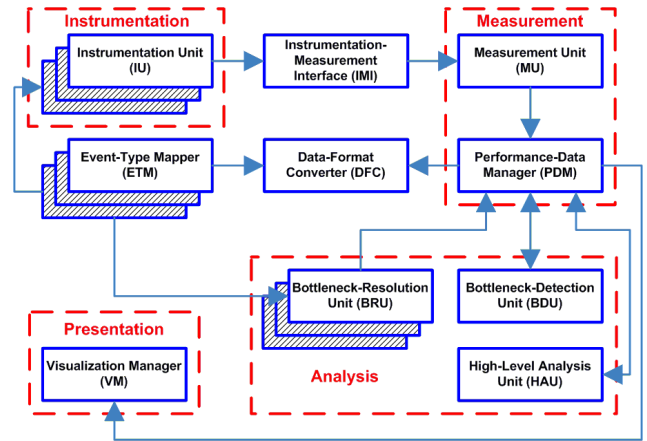 Instrumentation
Measurement
Instrumentation Unit
(IU)
Instrumentation-
Measurement
Interface (IMI)
Measurement Unit
(MU)
Event-Type Mapper
(ETM)
Data-Format
Converter (DFC)
Performance-Data
Manager (PDM)
Bottleneck-Resolution
Unit (BRU)
Bottleneck-Detection
Unit (BDU)
Presentation
Visualization Manager
(VM)
Analysis
High-Level Analysis
Unit (HAU)